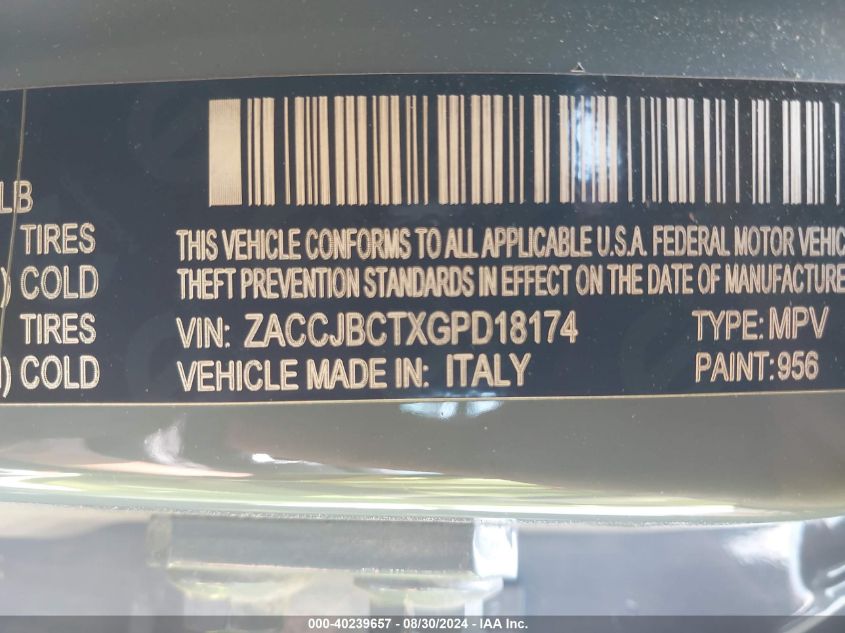 LB
TIRES
) COLD
TIRES
) COLD
THIS VEHICLE CONFORMS TO ALL APPLICABLE U.S.A. FEDERAL MOTOR VEHIC
THEFT PREVENTION STANDARDS IN EFFECT ON THE DATE OF MANUFACTURE
VIN: ZACCJBCTXGPD18174 TYPE: MPV
VEHICLE MADE IN: ITALY PAINT: 956
000-40239657 - 08/30/2024 - IAA Inc.